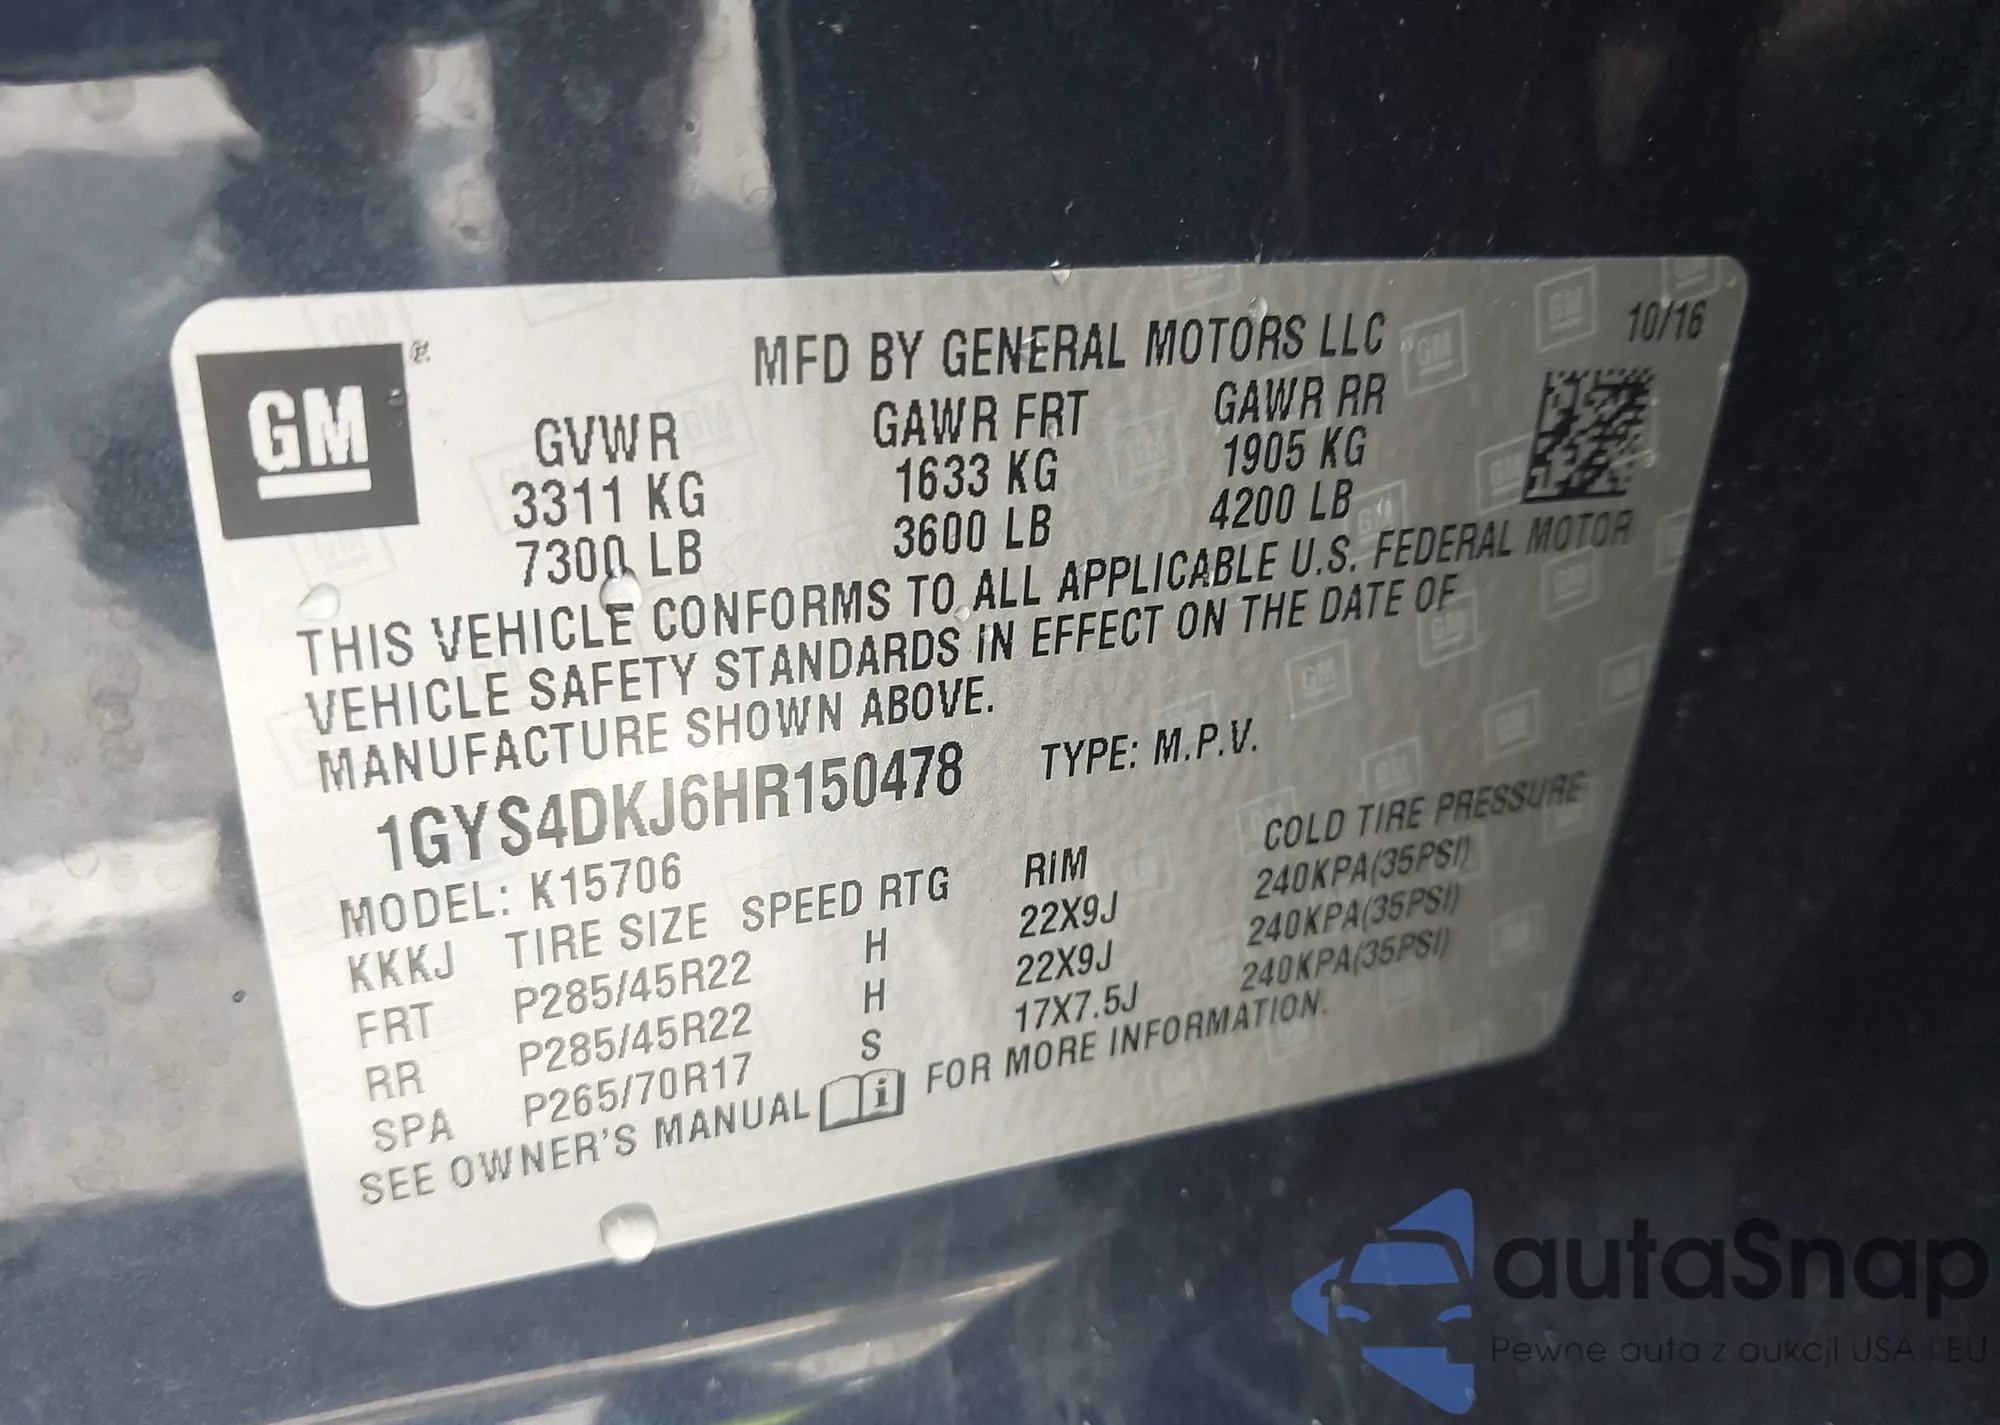 GM ®
MFD BY GENERAL MOTORS LLC
10/16
GVWR GAWR FRT GAWR RR
3311 KG 1633 KG 1905 KG
7300 LB 3600 LB 4200 LB
THIS VEHICLE CONFORMS TO ALL APPLICABLE U.S. FEDERAL MOTOR
VEHICLE SAFETY STANDARDS IN EFFECT ON THE DATE OF
MANUFACTURE SHOWN ABOVE.
1GYS4DKJ6HR150478 TYPE: M.P.V.
MODEL: K15706
KKKJ TIRE SIZE SPEED RTG RIM COLD TIRE PRESSURE
FRT P285/45R22 H 22X9J 240KPA(35PSI)
RR P285/45R22 H 22X9J 240KPA(35PSI)
SPA P265/70R17 S 17X7.5J 240KPA(35PSI)
SEE OWNER'S MANUAL i FOR MORE INFORMATION.
autaSnap
Pewne auta z aukcji USA i EU